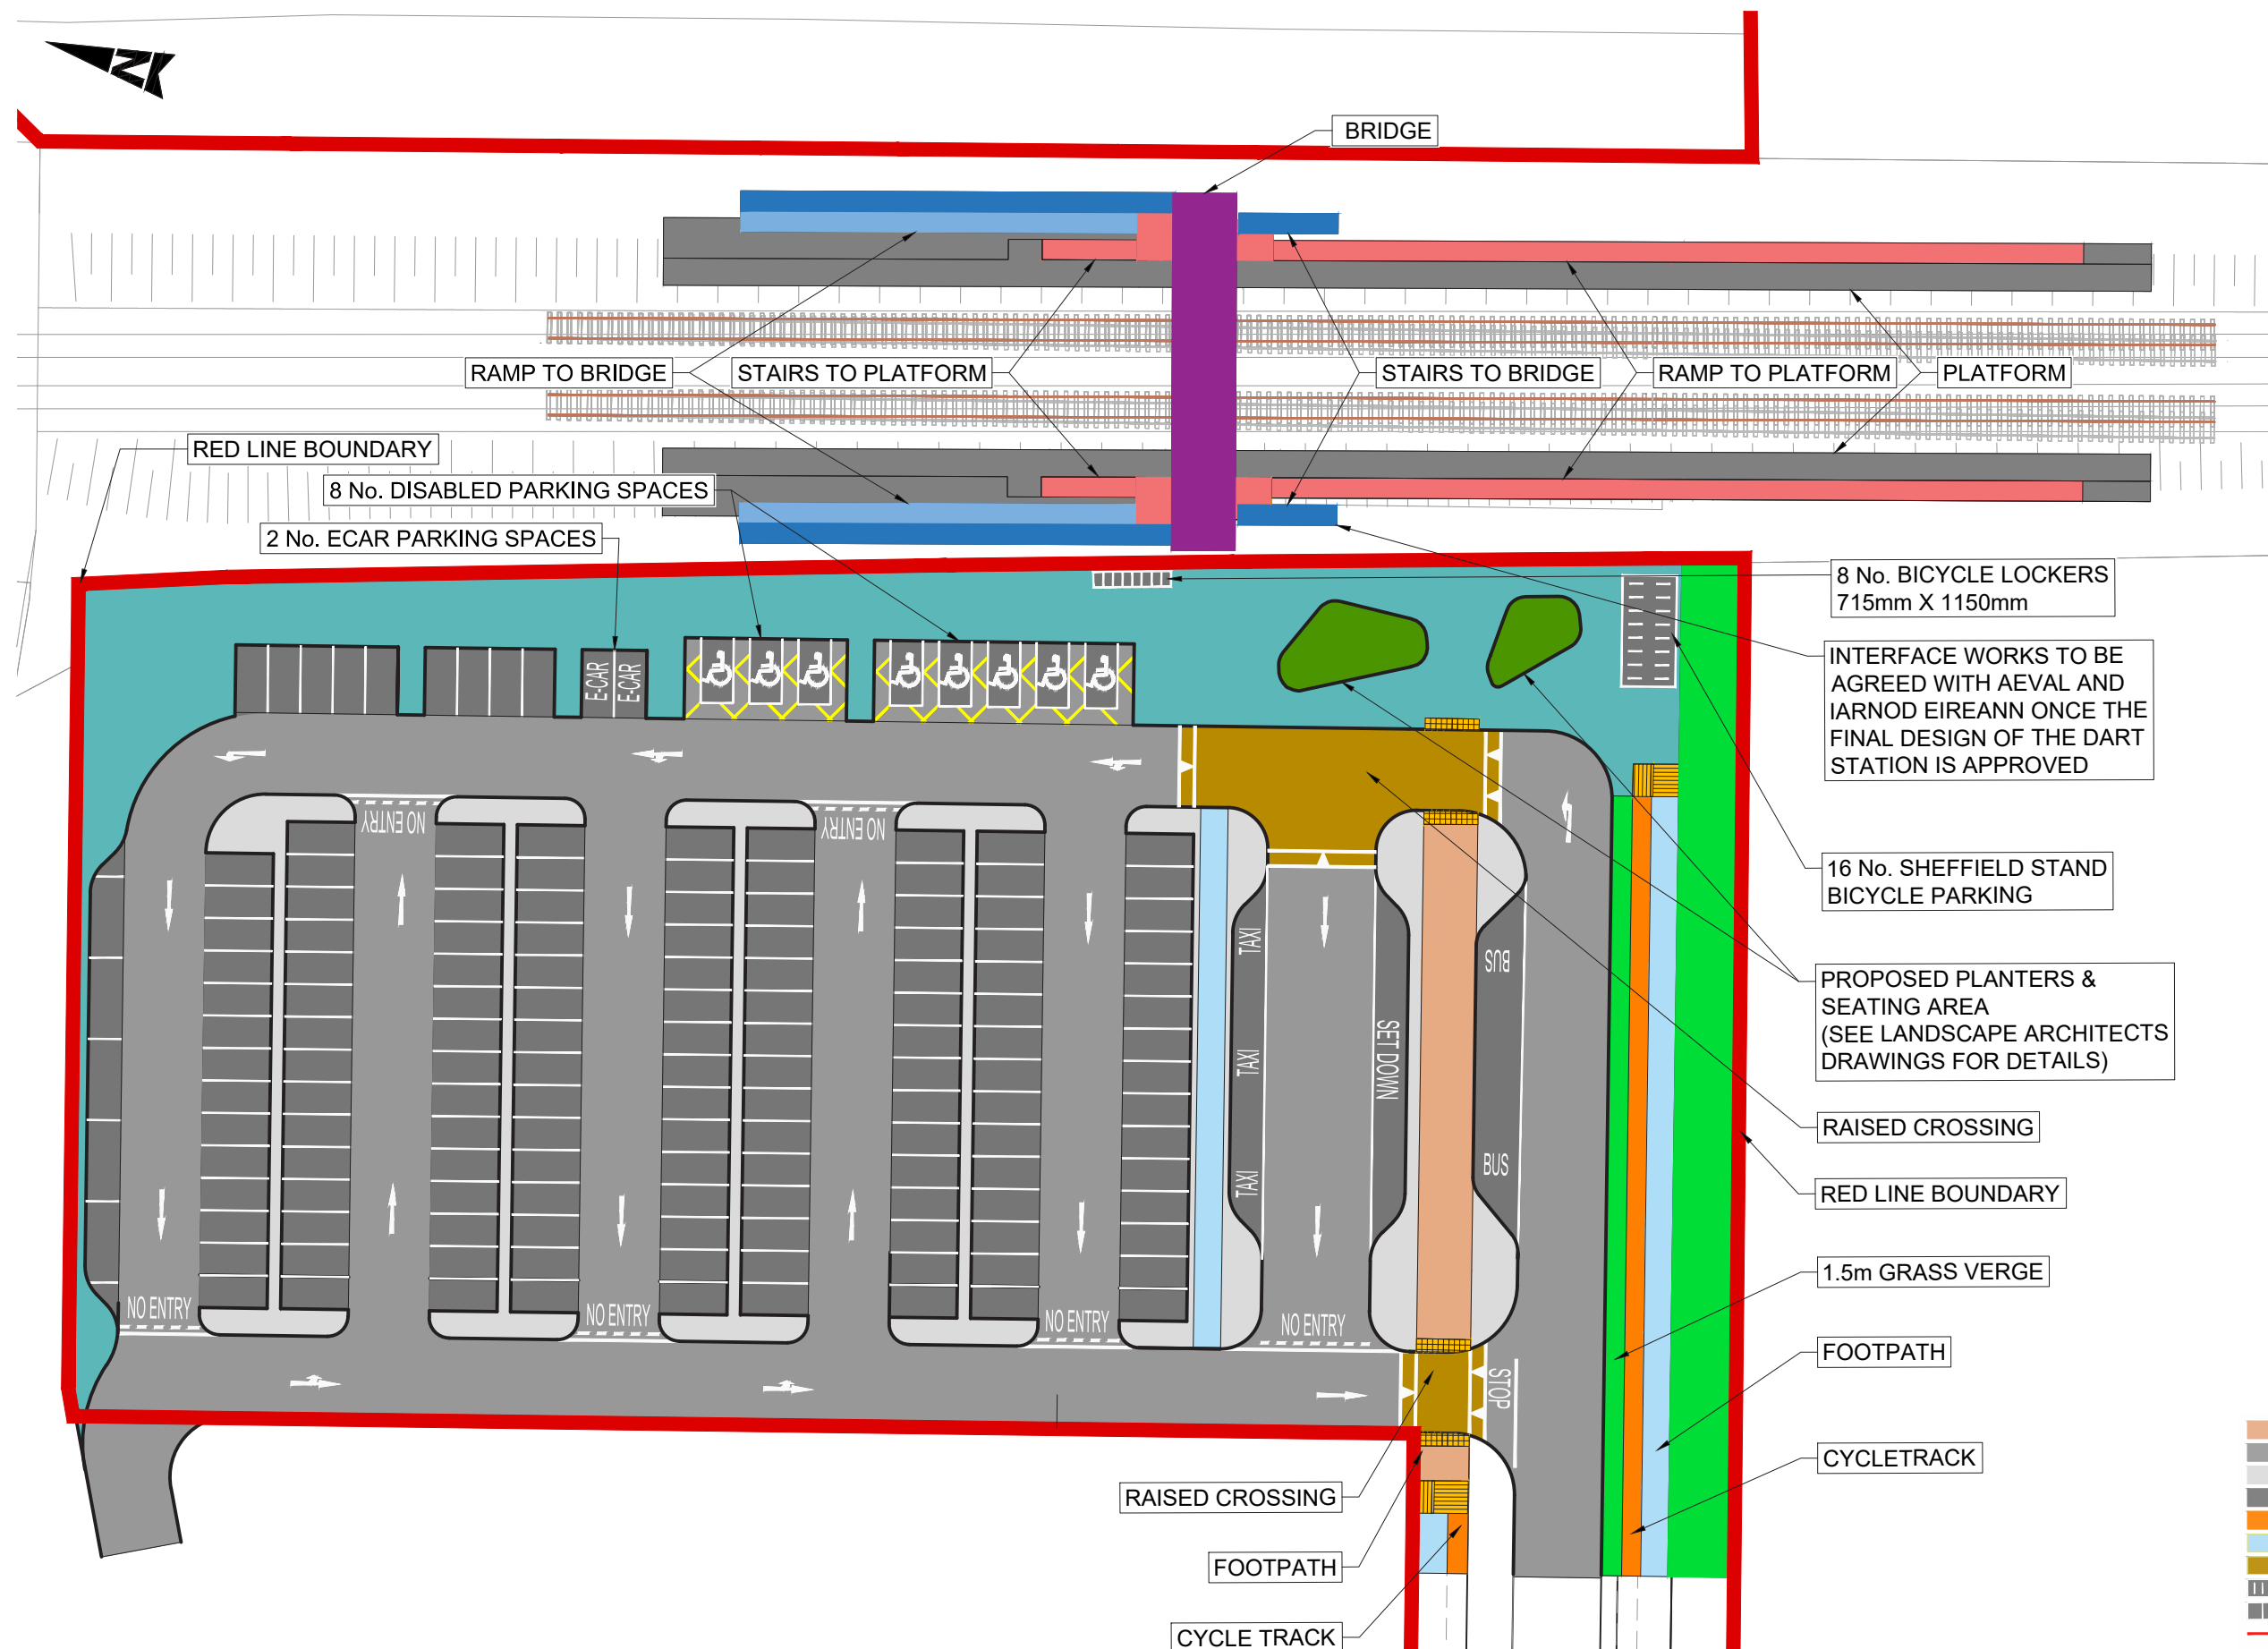 N
BRIDGE
RAMP TO BRIDGE
STAIRS TO PLATFORM
STAIRS TO BRIDGE
RAMP TO PLATFORM
PLATFORM
RED LINE BOUNDARY
8 No. DISABLED PARKING SPACES
2 No. ECAR PARKING SPACES
8 No. BICYCLE LOCKERS
715mm X 1150mm
INTERFACE WORKS TO BE
AGREED WITH AEVAL AND
IARNOD EIREANN ONCE THE
FINAL DESIGN OF THE DART
STATION IS APPROVED
E-CAR
E-CAR
NO ENTRY
NO ENTRY
16 No. SHEFFIELD STAND
BICYCLE PARKING
TAXI
BUS
PROPOSED PLANTERS &
SEATING AREA
(SEE LANDSCAPE ARCHITECTS
DRAWINGS FOR DETAILS)
TAXI
SET DOWN
RAISED CROSSING
TAXI
BUS
RED LINE BOUNDARY
1.5m GRASS VERGE
NO ENTRY
NO ENTRY
NO ENTRY
NO ENTRY
FOOTPATH
STOP
CYCLETRACK
RAISED CROSSING
FOOTPATH
CYCLE TRACK